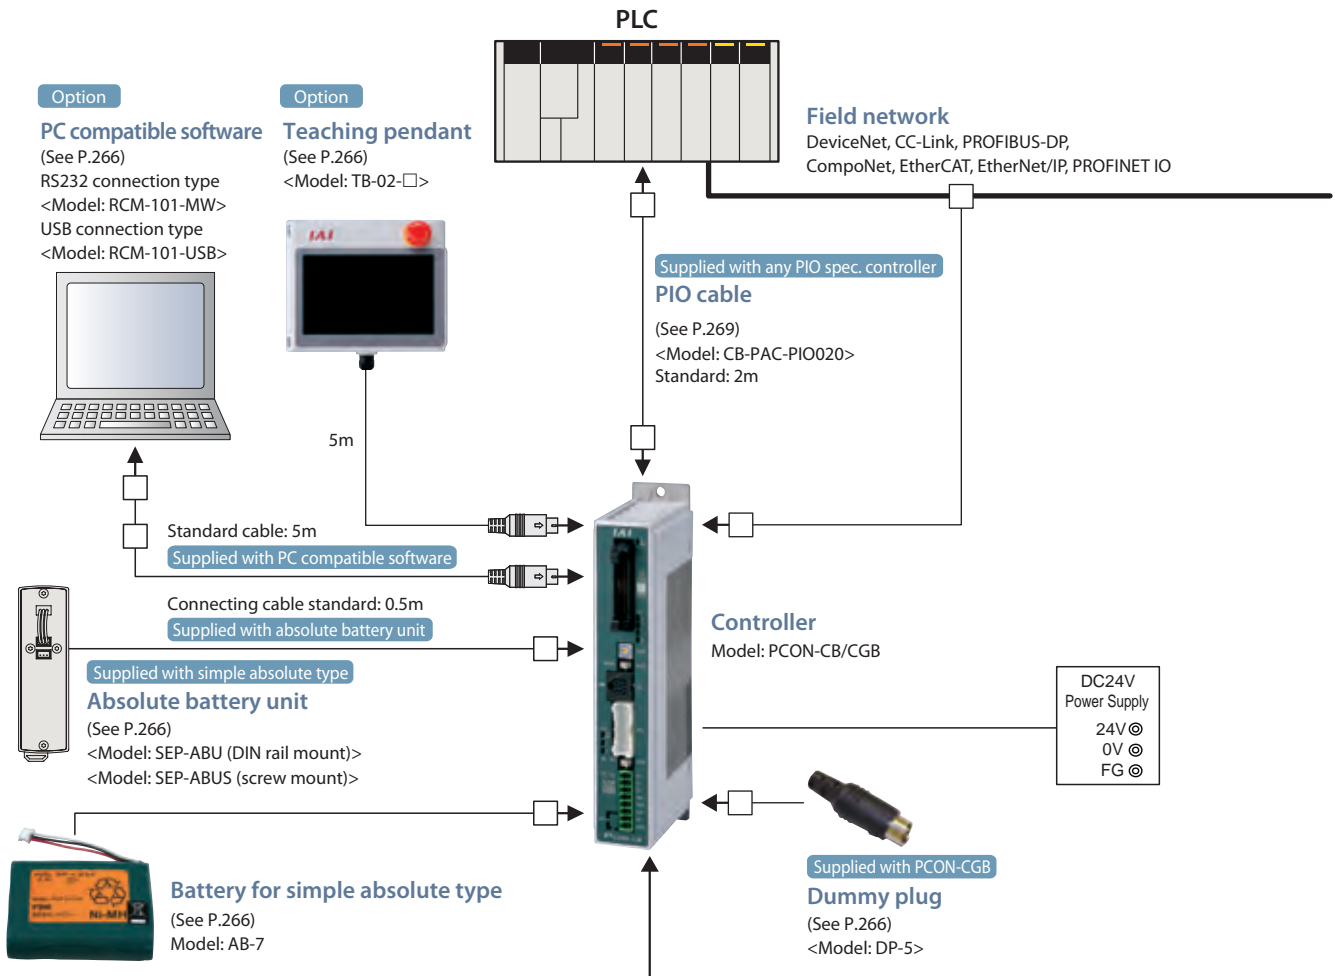 PLC
Option
PC compatible software
(See P.266)
RS232 connection type
<Model: RCM-101-MW>
USB connection type
<Model: RCM-101-USB>
Option
Teaching pendant
(See P.266)
<Model: TB-02-□>
IAI
Field network
DeviceNet, CC-Link, PROFIBUS-DP,
CompoNet, EtherCAT, EtherNet/IP, PROFINET IO
Supplied with any PIO spec. controller
PIO cable
(See P.269)
<Model: CB-PAC-PIO020>
Standard: 2m
5m
Standard cable: 5m
Supplied with PC compatible software
Connecting cable standard: 0.5m
Supplied with absolute battery unit
Supplied with simple absolute type
Absolute battery unit
(See P.266)
<Model: SEP-ABU (DIN rail mount)>
<Model: SEP-ABUS (screw mount)>
IAI
Controller
Model: PCON-CB/CGB
DC24V
Power Supply
24V
0V
FG
Ni-MH
Battery for simple absolute type
(See P.266)
Model: AB-7
Supplied with PCON-CGB
Dummy plug
(See P.266)
<Model: DP-5>